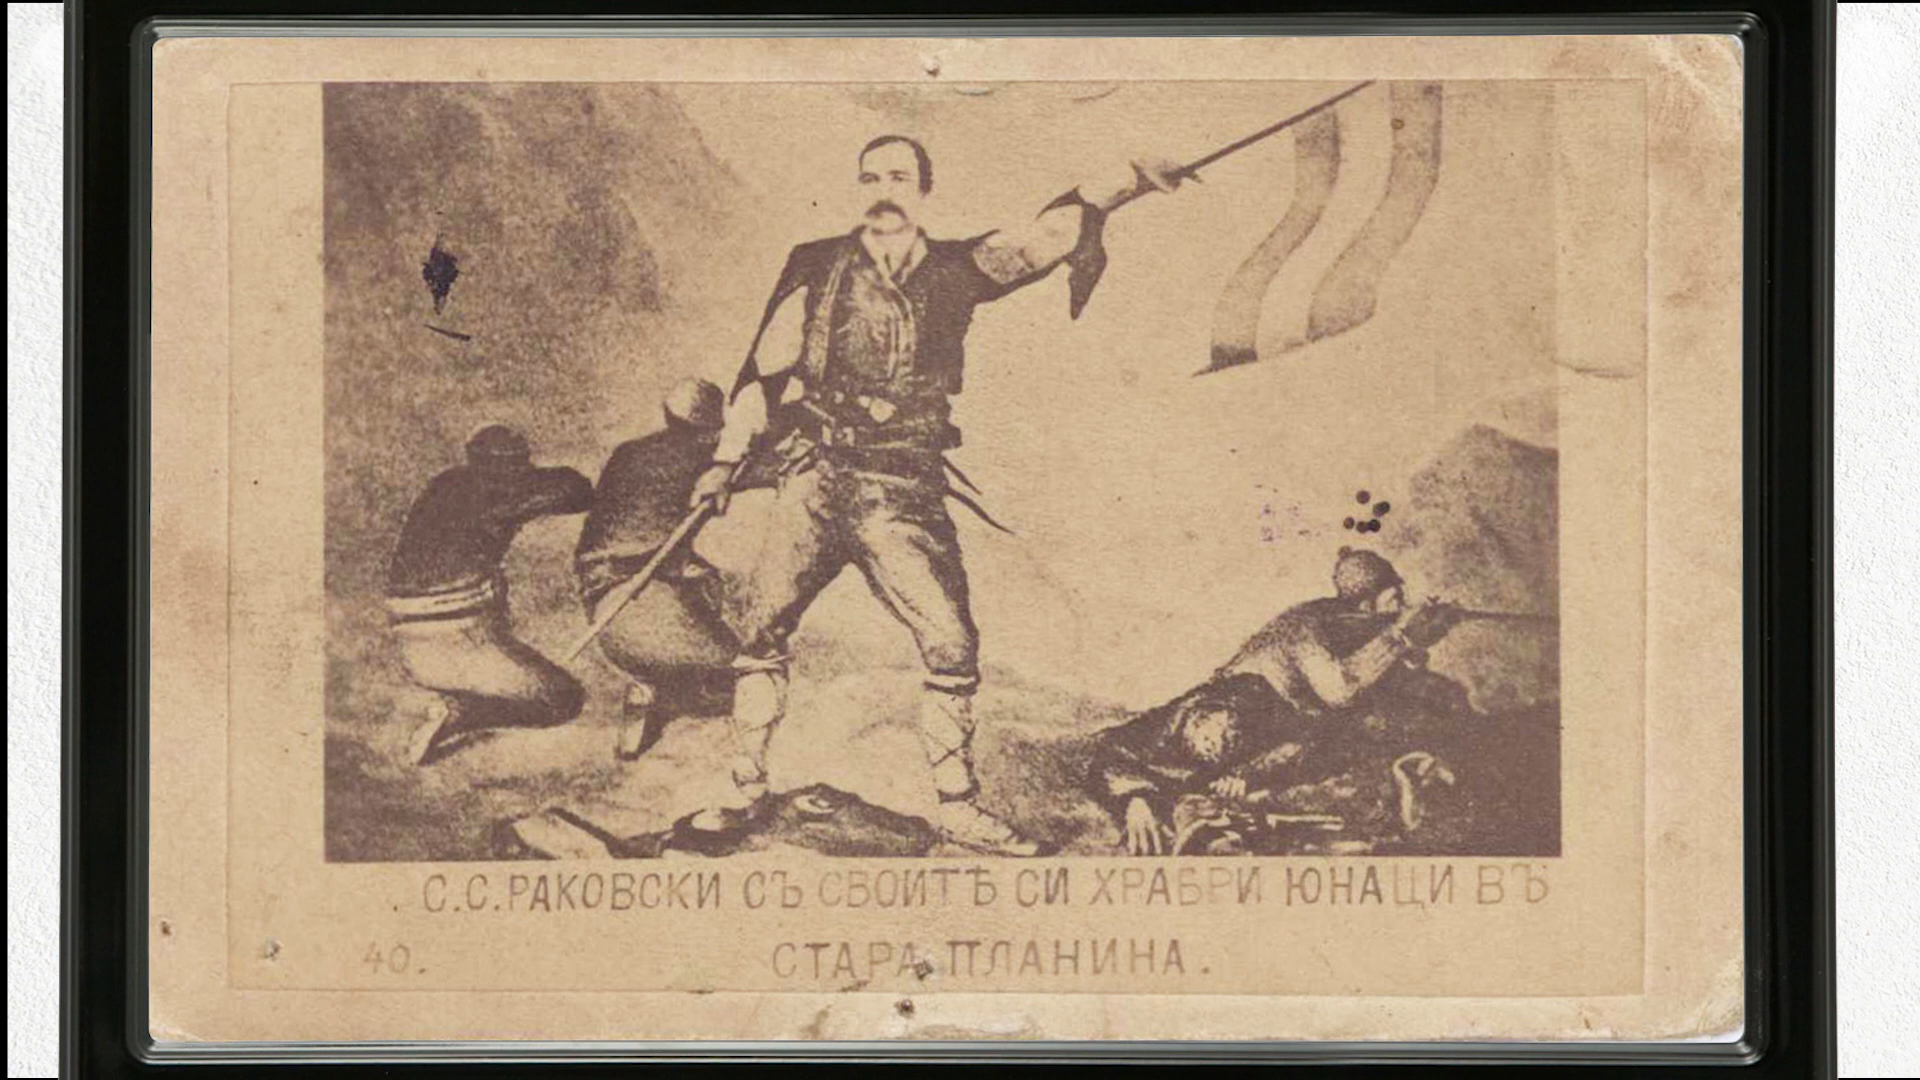 . С.С.РАКОВСКИ СЪ СВОИТѢ СИ ХРАБРИ ЮНАЦИ ВЪ
40. СТАРА ПЛАНИНА.